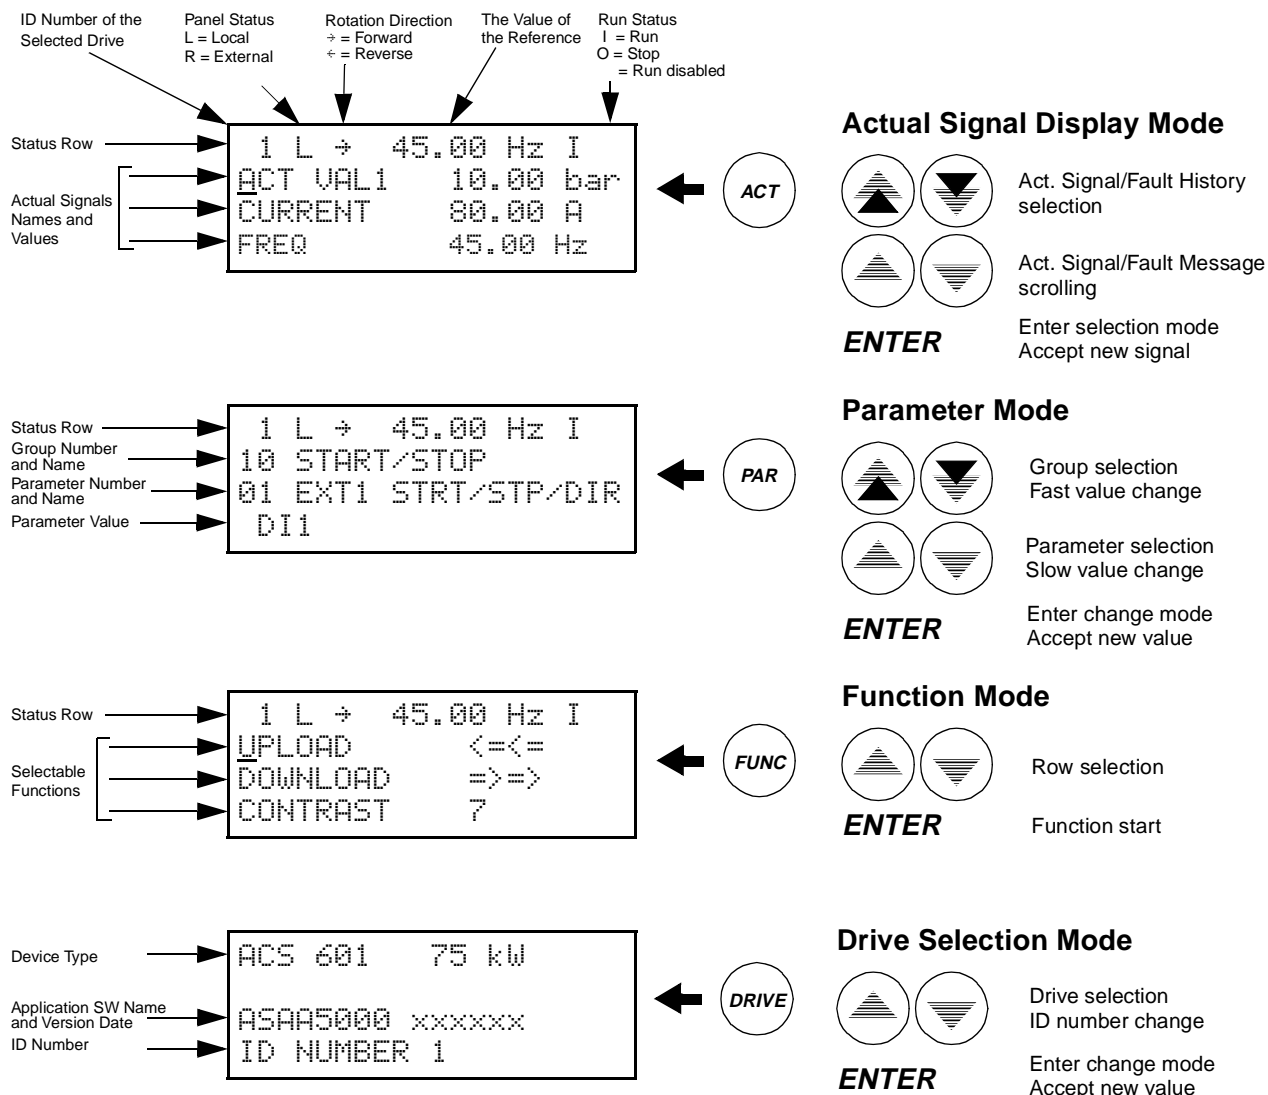 ID Number of the
Selected Drive
Panel Status
L = Local
R = External
Rotation Direction
→ = Forward
← = Reverse
The Value of
the Reference
Run Status
I = Run
O = Stop
= Run disabled
Status Row
1 L → 45.00 Hz I
Actual Signals
Names and
Values
ACT VAL1 10.00 bar
CURRENT 80.00 A
FREQ 45.00 Hz
ACT
Actual Signal Display Mode
Act. Signal/Fault History
selection
Act. Signal/Fault Message
scrolling
ENTER
Enter selection mode
Accept new signal
Status Row
Group Number
and Name
Parameter Number
and Name
Parameter Value
1 L → 45.00 Hz I
10 START/STOP
01 EXT1 STRT/STP/DIR
DI1
PAR
Parameter Mode
Group selection
Fast value change
Parameter selection
Slow value change
ENTER
Enter change mode
Accept new value
Status Row
Selectable
Functions
1 L → 45.00 Hz I
UPLOAD <=<=
DOWNLOAD =>=>
CONTRAST 7
FUNC
Function Mode
Row selection
ENTER
Function start
Device Type
Application SW Name
and Version Date
ID Number
ACS 601 75 kW
ASAA5000 xxxxxx
ID NUMBER 1
DRIVE
Drive Selection Mode
Drive selection
ID number change
ENTER
Enter change mode
Accept new value